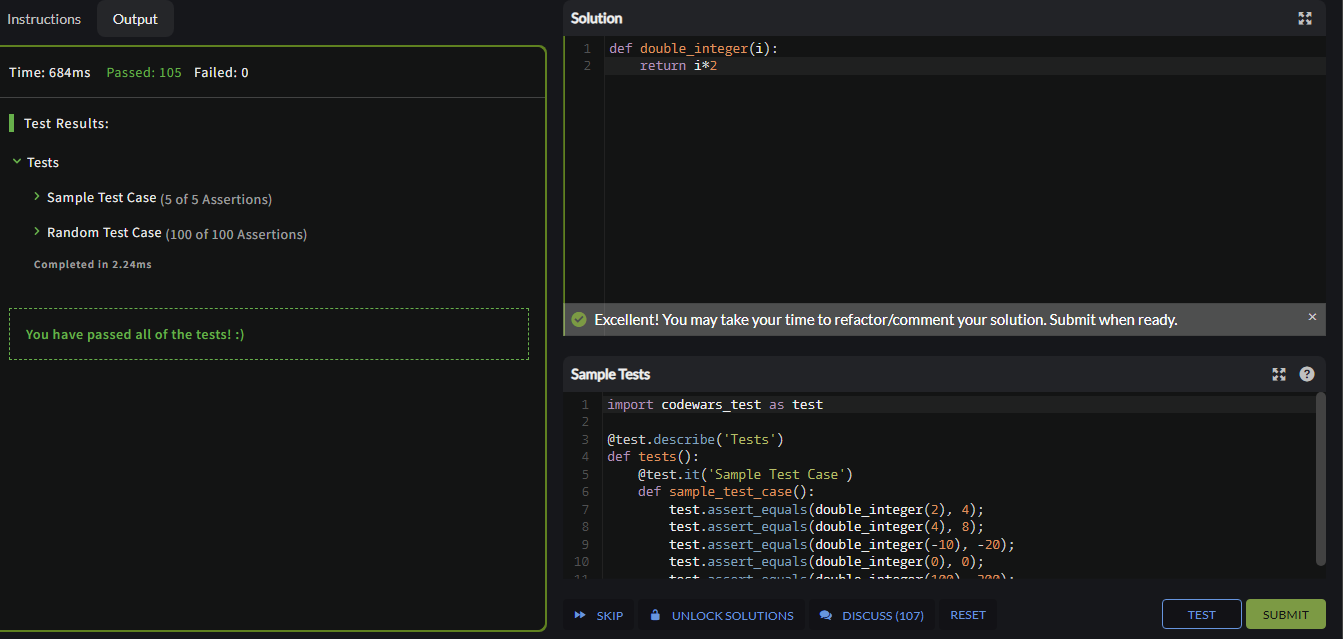 Instructions
Output
Time: 684ms Passed: 105 Failed: 0
Test Results:
Tests
Sample Test Case (5 of 5 Assertions)
Random Test Case (100 of 100 Assertions)
Completed in 2.24ms
You have passed all of the tests! :)
Solution
1 def double_integer(i):
2     return i*2
Excellent! You may take your time to refactor/comment your solution. Submit when ready.
Sample Tests
1 import codewars_test as test
2
3 @test.describe('Tests')
4 def tests():
5     @test.it('Sample Test Case')
6     def sample_test_case():
7         test.assert_equals(double_integer(2), 4);
8         test.assert_equals(double_integer(4), 8);
9         test.assert_equals(double_integer(-10), -20);
10         test.assert_equals(double_integer(0), 0);
11         test.assert_equals(double_integer(100), 200);
SKIP
UNLOCK SOLUTIONS
DISCUSS (107)
RESET
TEST
SUBMIT